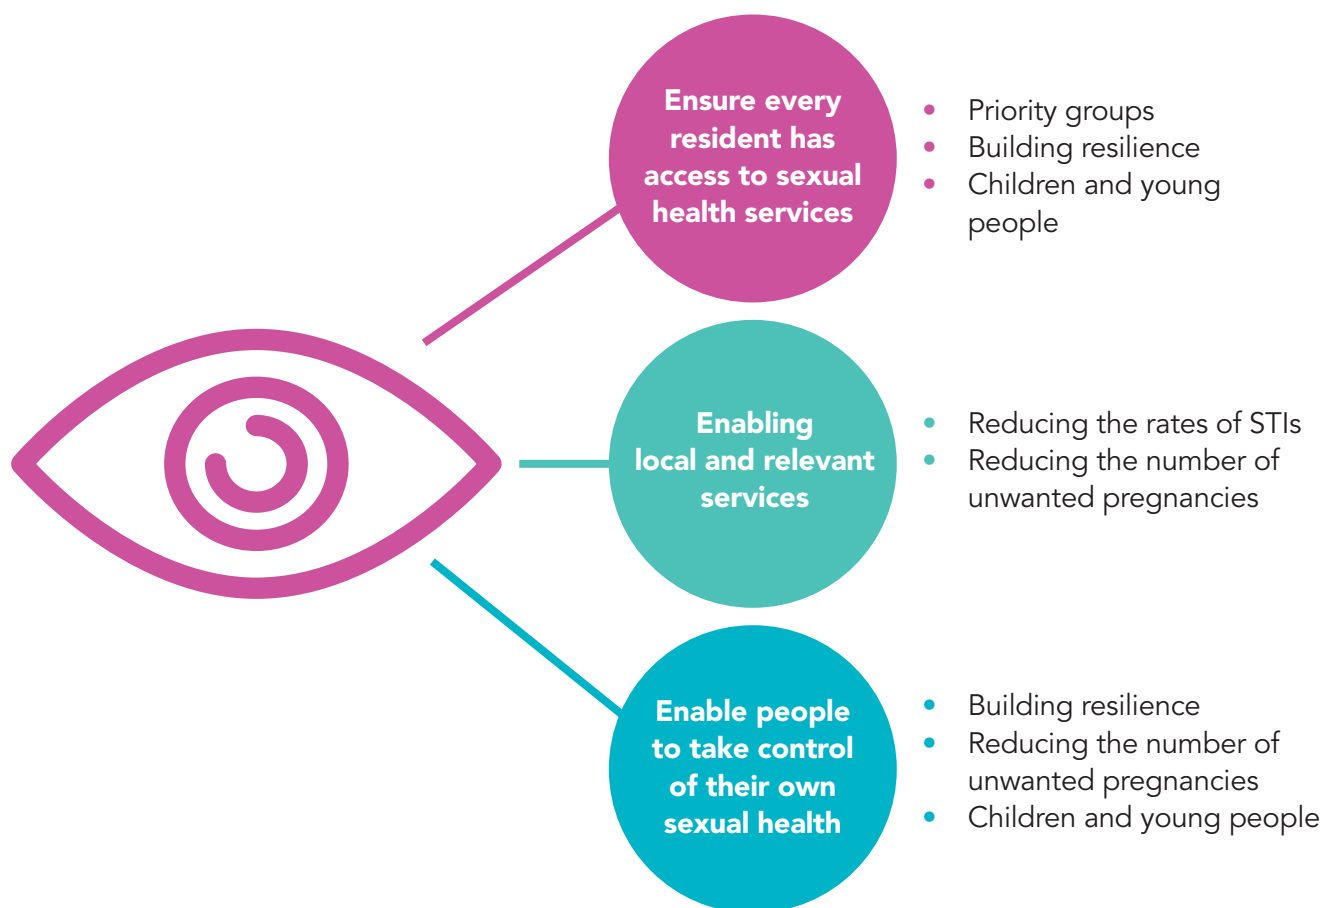 Ensure every
resident has
access to sexual
health services
• Priority groups
• Building resilience
• Children and young
people
Enabling
local and relevant
services
• Reducing the rates of STIs
• Reducing the number of
unwanted pregnancies
Enable people
to take control
of their own
sexual health
• Building resilience
• Reducing the number of
unwanted pregnancies
• Children and young people